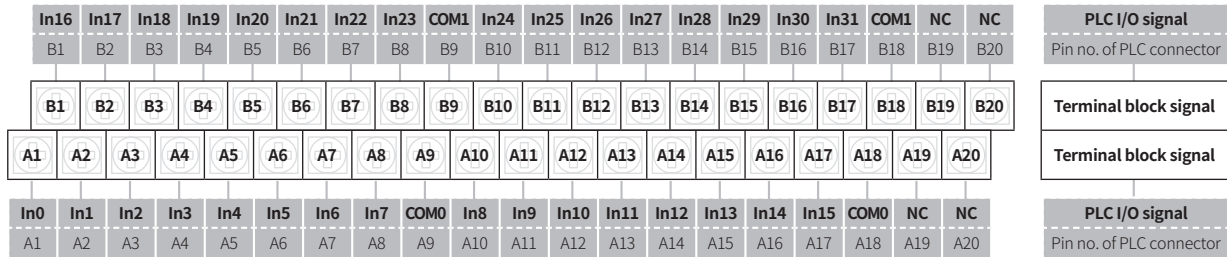 In16 In17 In18 In19 In20 In21 In22 In23 COM1 In24 In25 In26 In27 In28 In29 In30 In31 COM1 NC NC PLC I/O signal
B1 B2 B3 B4 B5 B6 B7 B8 B9 B10 B11 B12 B13 B14 B15 B16 B17 B18 B19 B20 Pin no. of PLC connector
B1 B2 B3 B4 B5 B6 B7 B8 B9 B10 B11 B12 B13 B14 B15 B16 B17 B18 B19 B20 Terminal block signal
A1 A2 A3 A4 A5 A6 A7 A8 A9 A10 A11 A12 A13 A14 A15 A16 A17 A18 A19 A20 Terminal block signal
In0 In1 In2 In3 In4 In5 In6 In7 COM0 In8 In9 In10 In11 In12 In13 In14 In15 COM0 NC NC PLC I/O signal
A1 A2 A3 A4 A5 A6 A7 A8 A9 A10 A11 A12 A13 A14 A15 A16 A17 A18 A19 A20 Pin no. of PLC connector